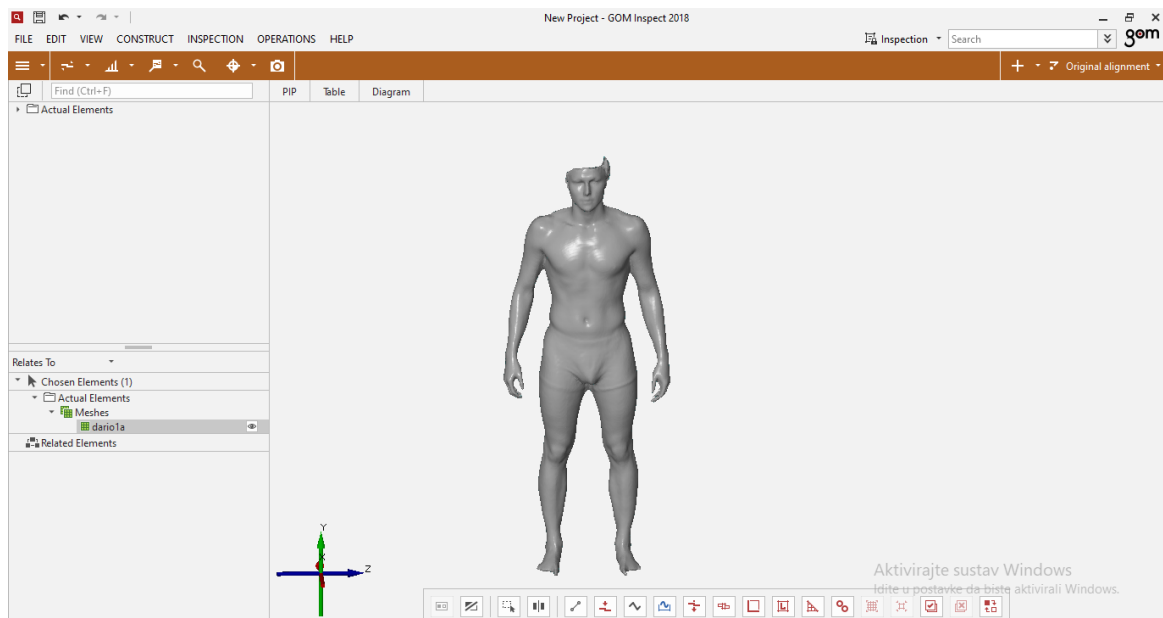 New Project - GOM Inspect 2018
FILE EDIT VIEW CONSTRUCT INSPECTION OPERATIONS HELP
Inspection
Search
gom
Original alignment
Find (Ctrl+F)
PIP Table Diagram
Actual Elements
Relates To
Chosen Elements (1)
Actual Elements
Meshes
dario1a
Related Elements
Y
X
Z
Aktivirajte sustav Windows
Idite u postavke da biste aktivirali Windows.